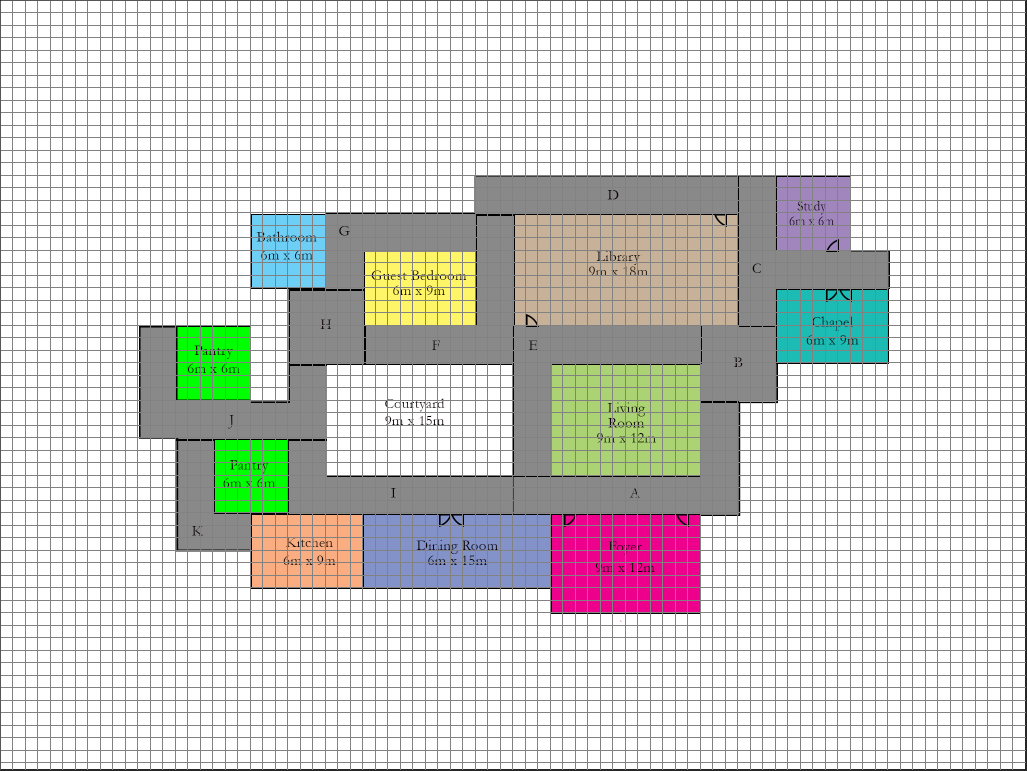 D
Study
6m x 6m
G
Bathroom
6m x 6m
Library
9m x 18m
C
Guest Bedroom
6m x 9m
H
F
E
Chapel
6m x 9m
B
Pantry
6m x 6m
Courtyard
9m x 15m
J
Living
Room
9m x 12m
Pantry
6m x 6m
I
A
K
Kitchen
6m x 9m
Dining Room
6m x 15m
Foyer
9m x 12m